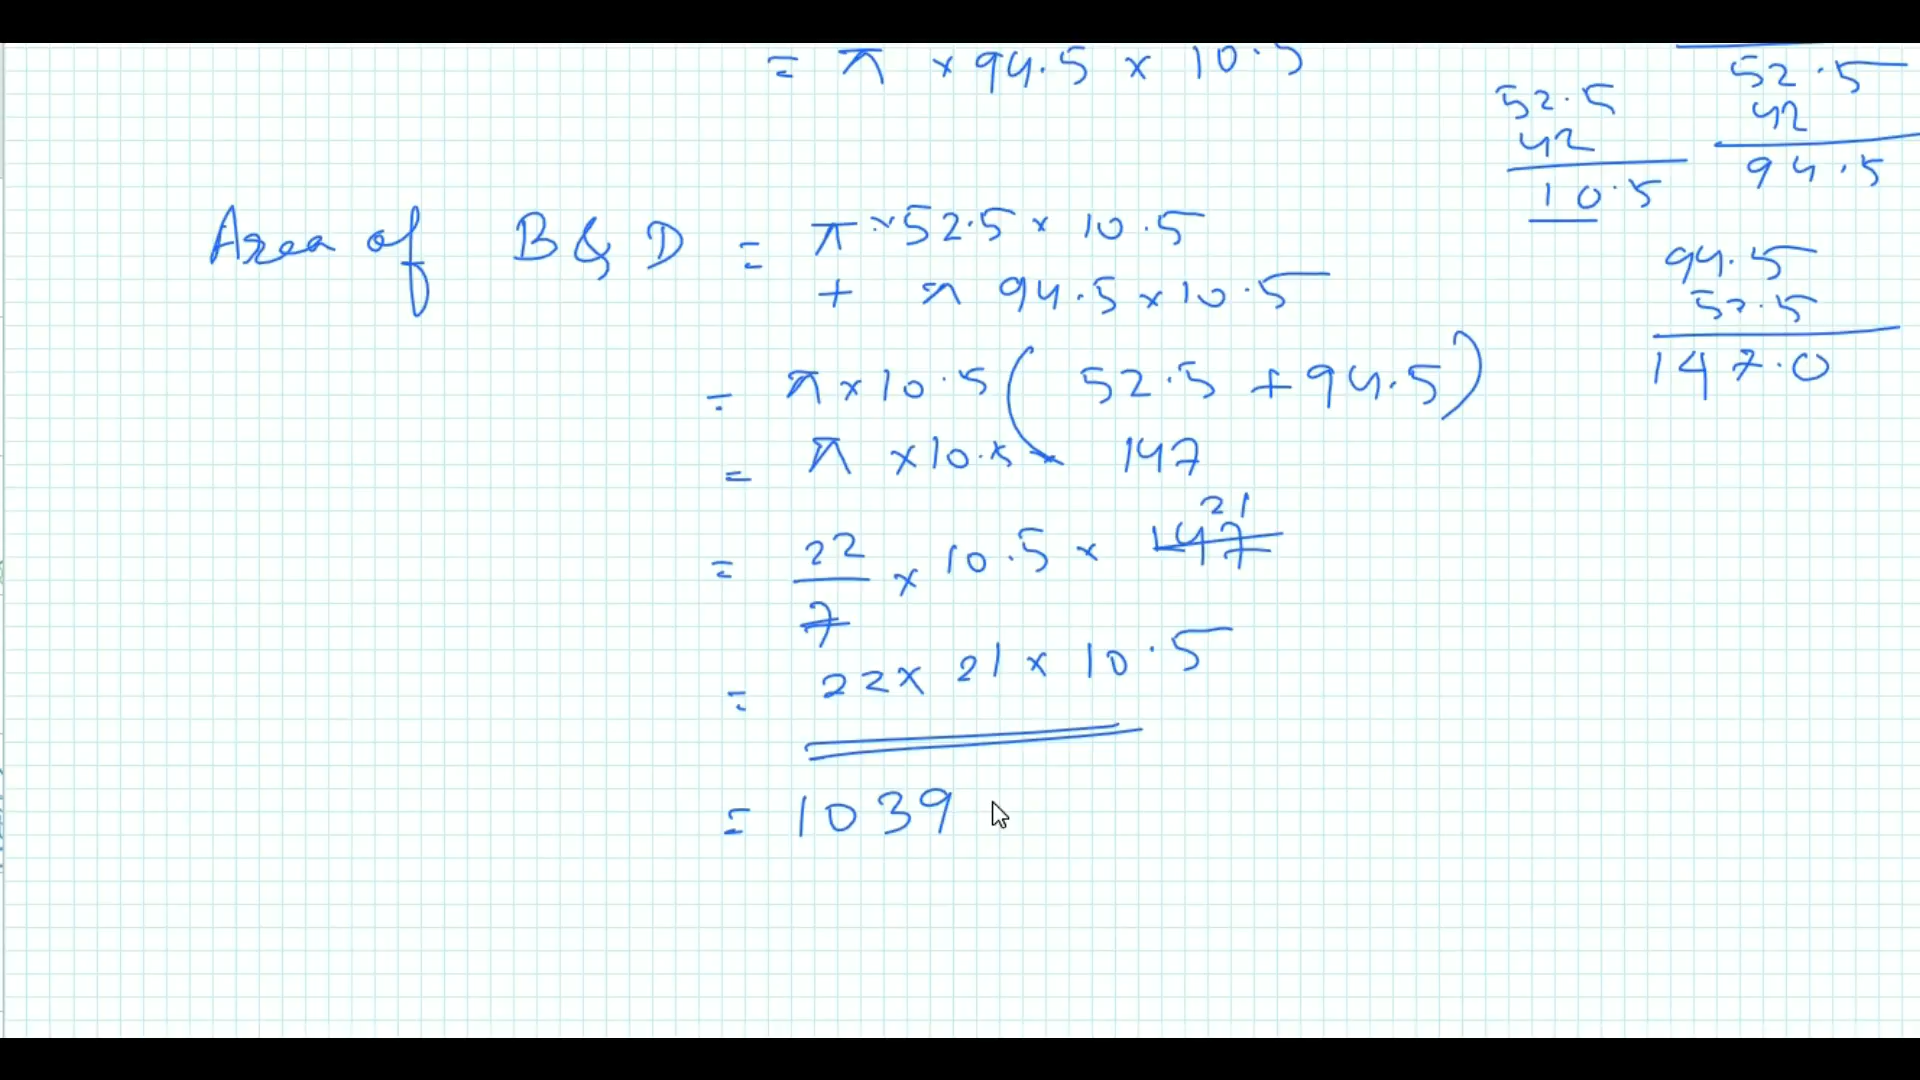 = π × 94.5 × 10.5
Area of B & D = π × 52.5 × 10.5
+ π 94.5 × 10.5
= π × 10.5 ( 52.5 + 94.5 )
= π × 10.5 × 147
= 22/7 × 10.5 × 147 21
= 22 × 21 × 10.5
= 1039
52.5
42
10.5
52.5
42
94.5
94.5
52.5
147.0